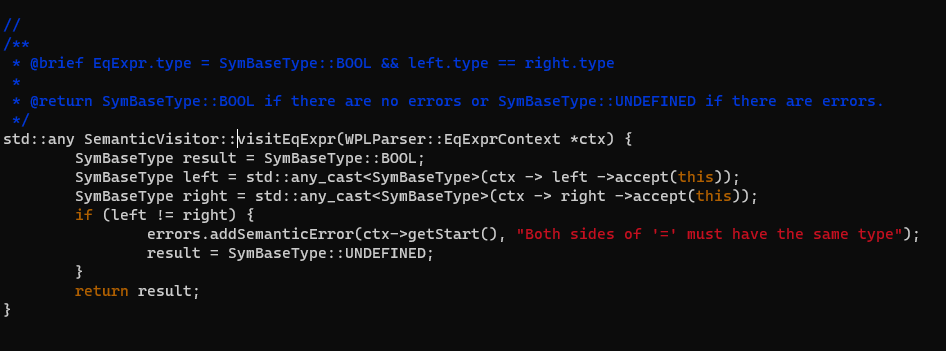 //
/**
 * @brief EqExpr.type = SymBaseType::BOOL && left.type == right.type
 *
 * @return SymBaseType::BOOL if there are no errors or SymBaseType::UNDEFINED if there are errors.
 */
std::any SemanticVisitor::visitEqExpr(WPLParser::EqExprContext *ctx) {
        SymBaseType result = SymBaseType::BOOL;
        SymBaseType left = std::any_cast<SymBaseType>(ctx -> left ->accept(this));
        SymBaseType right = std::any_cast<SymBaseType>(ctx -> right ->accept(this));
        if (left != right) {
                errors.addSemanticError(ctx->getStart(), "Both sides of '=' must have the same type");
                result = SymBaseType::UNDEFINED;
        }
        return result;
}